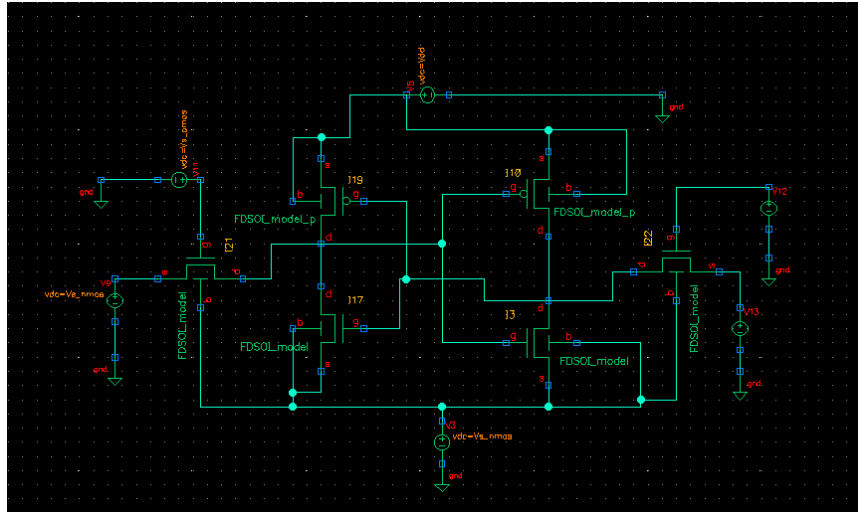 vdc=Vdd
V5
gnd
vdc=Vs_pmos
V11
gnd
s
I19
b
g
FDSOI_model_p
d
s
I10
g
b
FDSOI_model_p
d
V12
gnd
I21
g
s
d
b
V9
vdc=Vs_nmos
FDSOI_model
gnd
I22
g
d
s
b
FDSOI_model
V13
gnd
d
I17
b
g
FDSOI_model
s
d
I3
g
b
FDSOI_model
s
V3
vdc=Vs_nmos
gnd